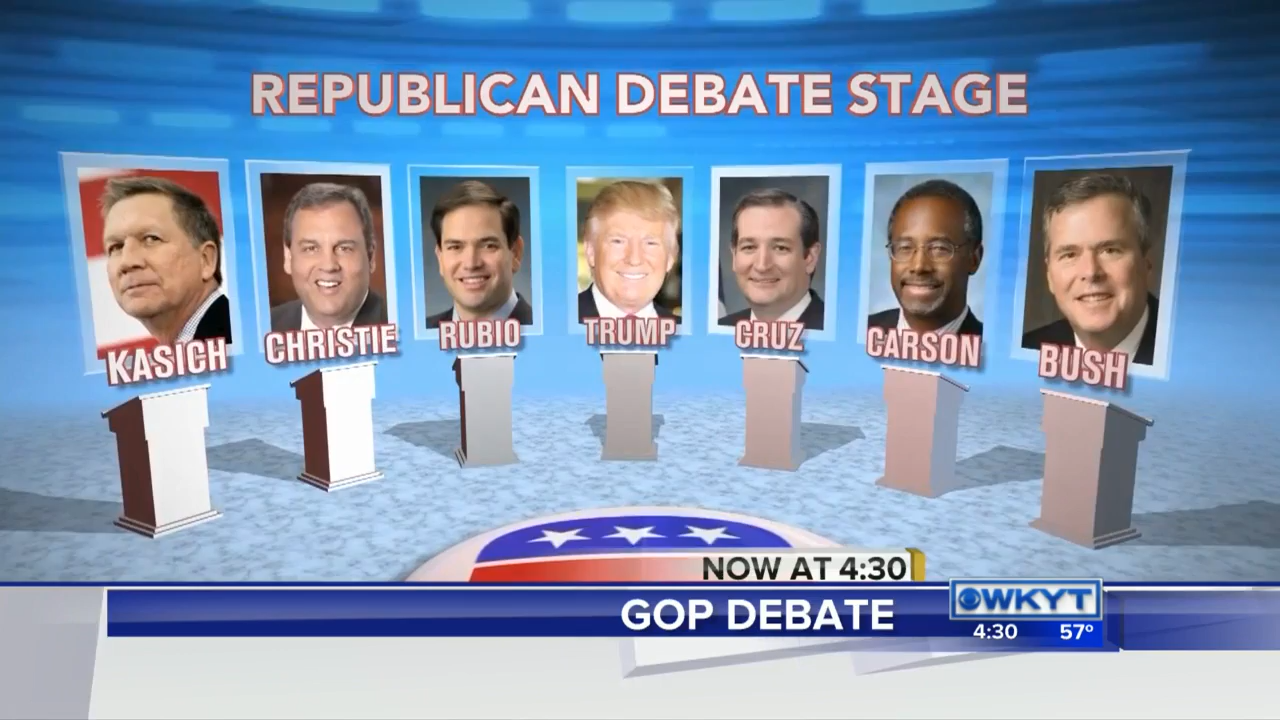 REPUBLICAN DEBATE STAGE
KASICH
CHRISTIE
RUBIO
TRUMP
CRUZ
CARSON
BUSH
NOW AT 4:30
GOP DEBATE
WKYT
4:30 57°